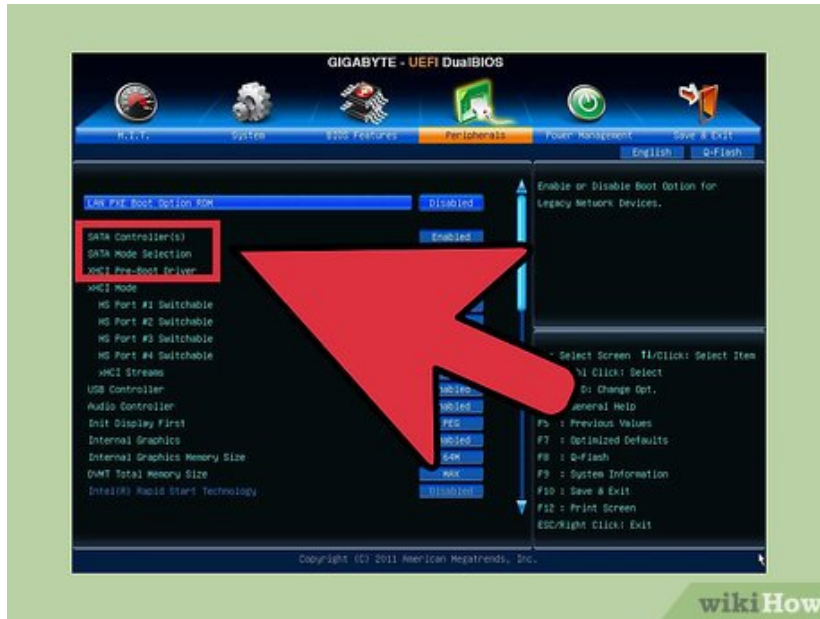 GIGABYTE - UEFI DualBIOS
M.I.T.
System
BIOS Features
Peripherals
Power Management
Save & Exit
English
Q-Flash
LAN PXE Boot Option ROM Disabled
SATA Controller(s) Enabled
SATA Mode Selection
XHCI Pre-Boot Driver
xHCI Mode
HS Port #1 Switchable
HS Port #2 Switchable
HS Port #3 Switchable
HS Port #4 Switchable
xHCI Streams
USB Controller
Audio Controller
Init Display First PEG
Internal Graphics
Internal Graphics Memory Size 64M
DVMT Total Memory Size MAX
Intel(R) Rapid Start Technology Disabled
Enable or Disable Boot Option for
Legacy Network Devices.
Select Screen ↑↓/Click: Select Item
Click: Select
: Change Opt.
General Help
F5 : Previous Values
F7 : Optimized Defaults
F8 : Q-Flash
F9 : System Information
F10 : Save & Exit
F12 : Print Screen
ESC/Right Click: Exit
Copyright (C) 2011 American Megatrends, Inc.
wikiHow